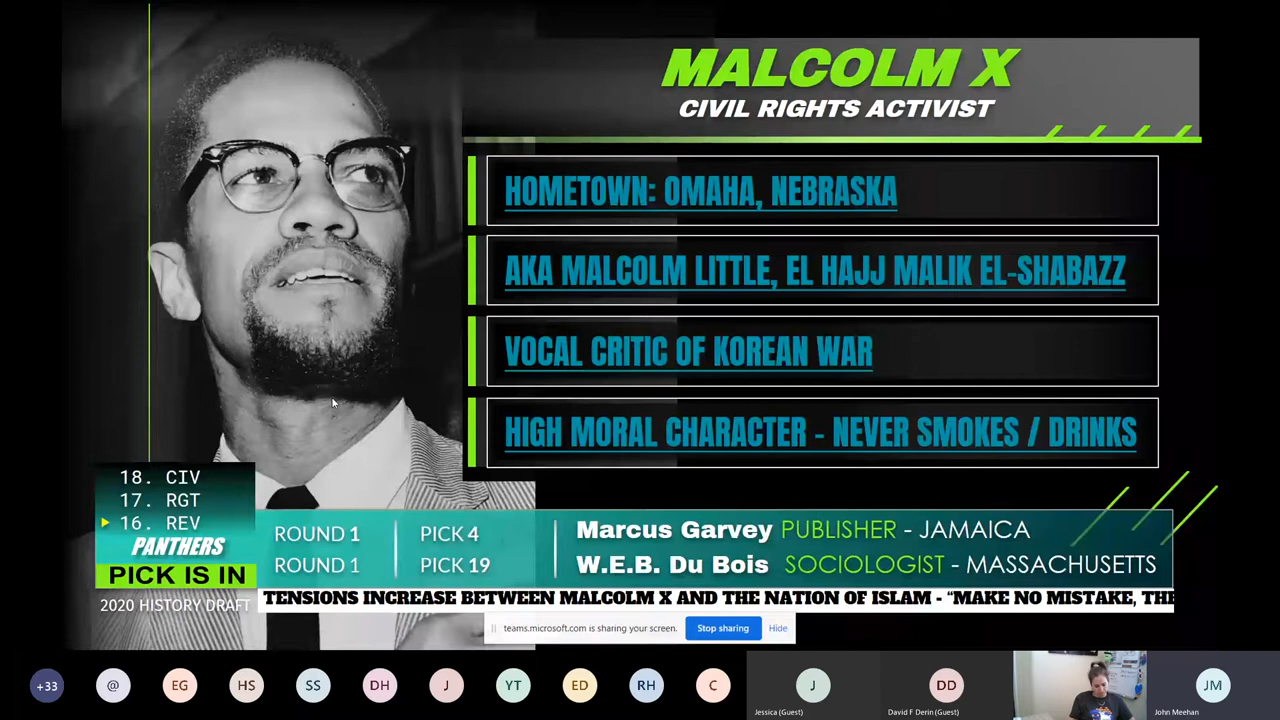 MALCOLM X
CIVIL RIGHTS ACTIVIST
HOMETOWN: OMAHA, NEBRASKA
AKA MALCOLM LITTLE, EL HAJJ MALIK EL-SHABAZZ
VOCAL CRITIC OF KOREAN WAR
HIGH MORAL CHARACTER - NEVER SMOKES / DRINKS
18. CIV
17. RGT
16. REV
PANTHERS
PICK IS IN
2020 HISTORY DRAFT
ROUND 1 PICK 4 Marcus Garvey PUBLISHER - JAMAICA
ROUND 1 PICK 19 W.E.B. Du Bois SOCIOLOGIST - MASSACHUSETTS
TENSIONS INCREASE BETWEEN MALCOLM X AND THE NATION OF ISLAM - "MAKE NO MISTAKE, THE
teams.microsoft.com is sharing your screen. Stop sharing Hide
+33 @ EG HS SS DH J YT ED RH C J DD JM
Jessica (Guest) David F Derin (Guest) John Meehan